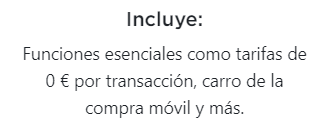 Incluye:
Funciones esenciales como tarifas de
0 € por transacción, carro de la
compra móvil y más.